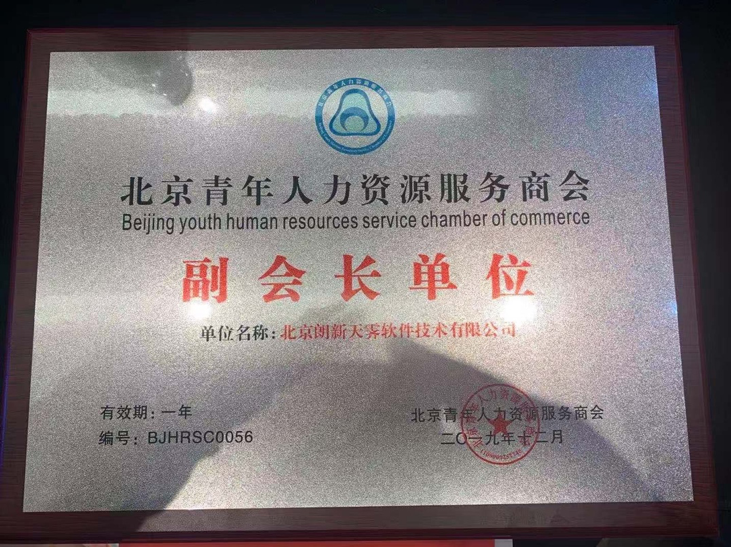 北京青年人力资源服务商会
Beijing youth human resources service chamber of commerce
副会长单位
单位名称：北京朗新天霁软件技术有限公司
有效期：一年
编号：BJHRSC0056
北京青年人力资源服务商会
二〇一九年十二月